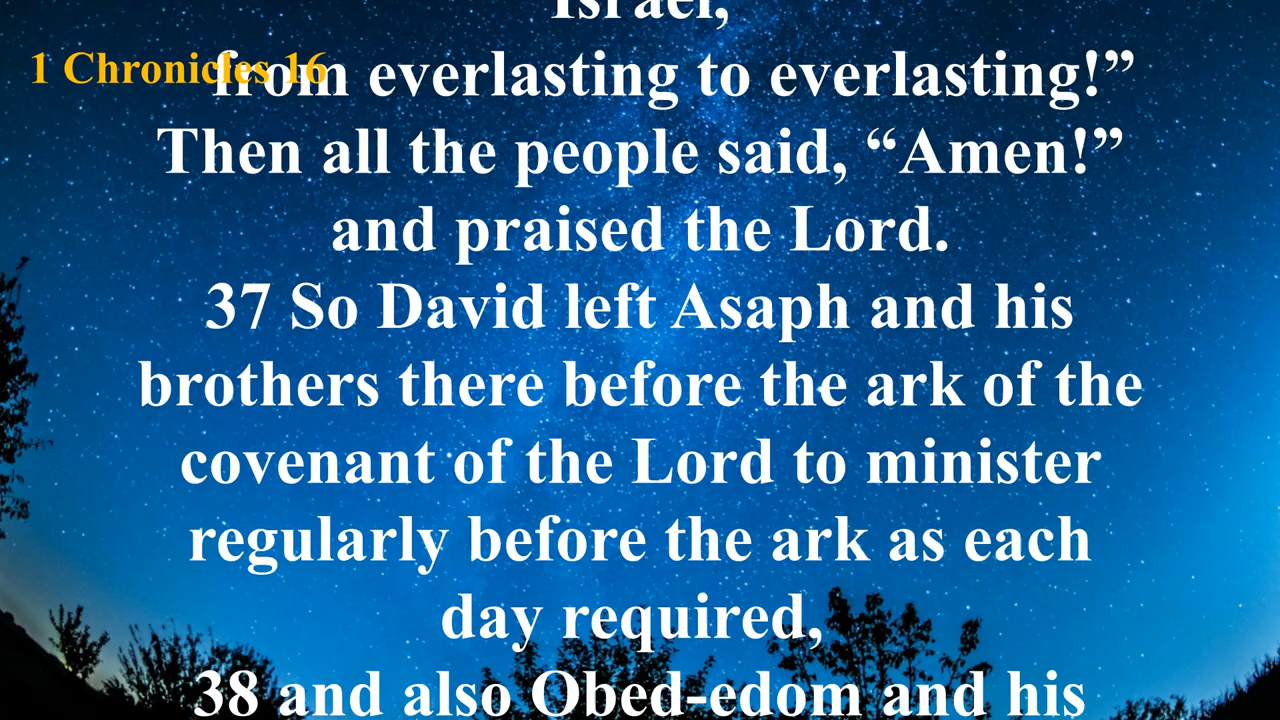 Israel,
1 Chronicles 16
from everlasting to everlasting!”
Then all the people said, “Amen!”
and praised the Lord.
37 So David left Asaph and his
brothers there before the ark of the
covenant of the Lord to minister
regularly before the ark as each
day required,
38 and also Obed-edom and his